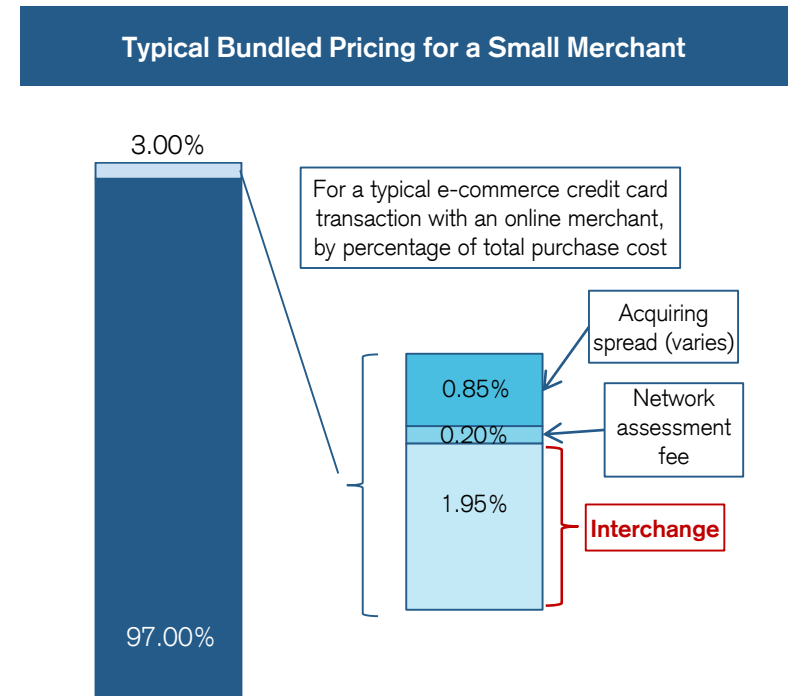 Typical Bundled Pricing for a Small Merchant
3.00%
For a typical e-commerce credit card
transaction with an online merchant,
by percentage of total purchase cost
Acquiring
spread (varies)
0.85%
Network
assessment
fee
0.20%
1.95%
Interchange
97.00%